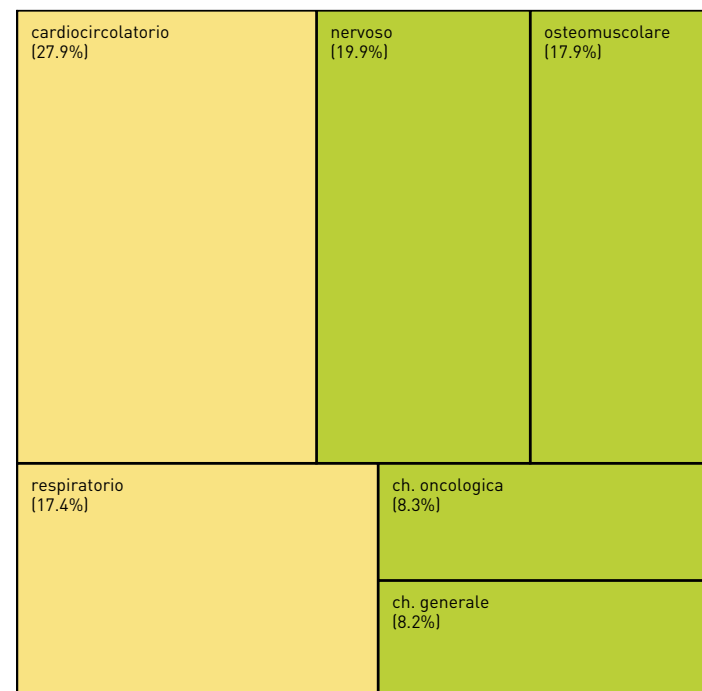 cardiocircolatorio
(27.9%)
nervoso
(19.9%)
osteomuscolare
(17.9%)
respiratorio
(17.4%)
ch. oncologica
(8.3%)
ch. generale
(8.2%)